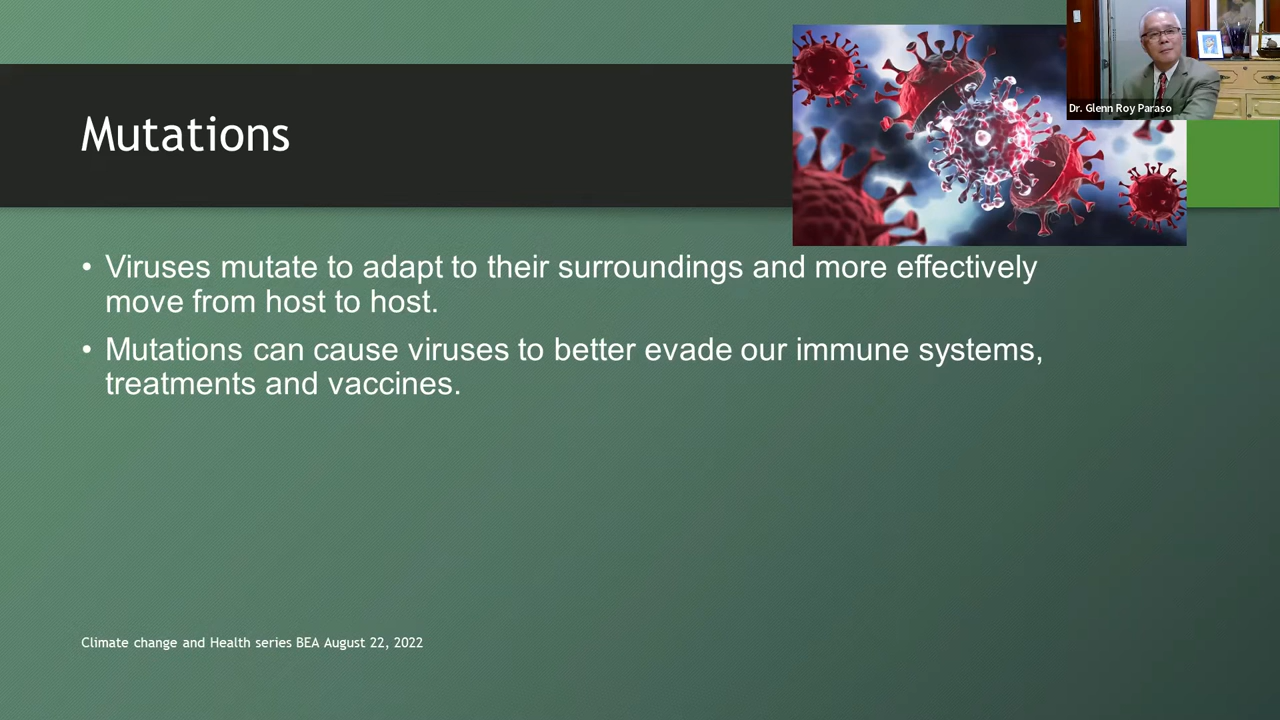 Dr. Glenn Roy Paraso
Mutations
• Viruses mutate to adapt to their surroundings and more effectively
move from host to host.
• Mutations can cause viruses to better evade our immune systems,
treatments and vaccines.
Climate change and Health series BEA August 22, 2022